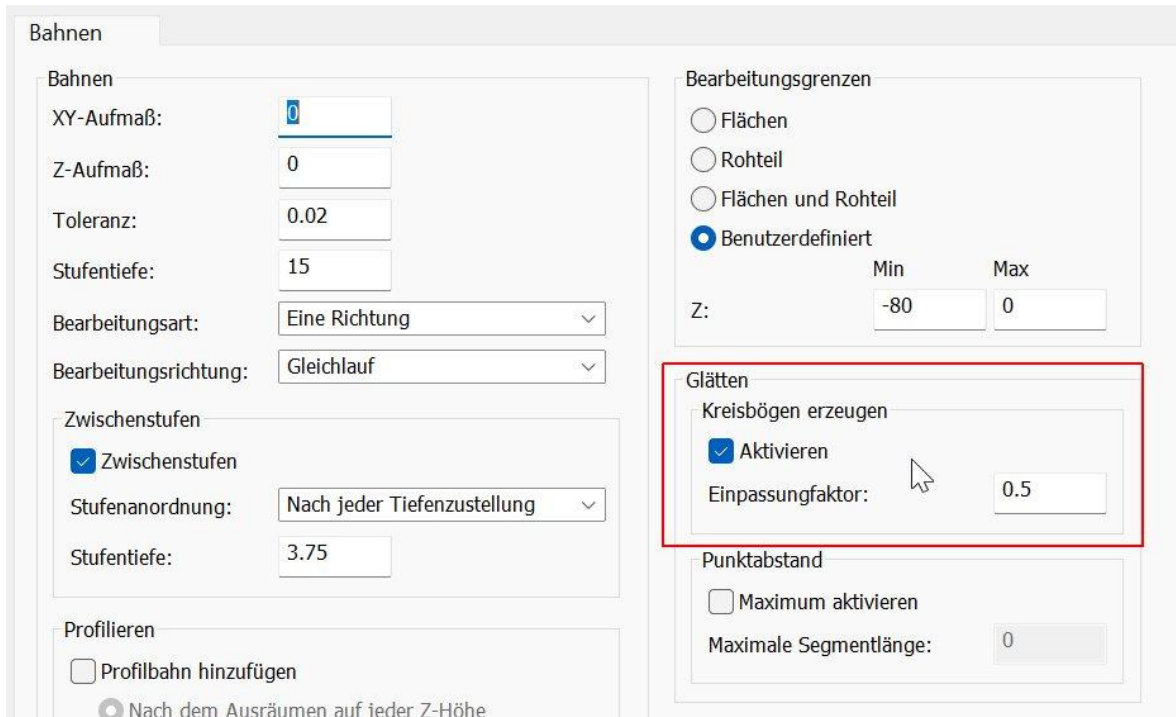 Bahnen
Bahnen
XY-Aufmaß:
0
Z-Aufmaß:
0
Toleranz:
0.02
Stufentiefe:
15
Bearbeitungsart:
Eine Richtung
Bearbeitungsrichtung:
Gleichlauf
Zwischenstufen
Zwischenstufen
Stufenanordnung:
Nach jeder Tiefenzustellung
Stufentiefe:
3.75
Profilieren
Profilbahn hinzufügen
Nach dem Ausräumen auf jeder Z-Höhe
Bearbeitungsgrenzen
Flächen
Rohteil
Flächen und Rohteil
Benutzerdefiniert
Min Max
Z: -80 0
Glätten
Kreisbögen erzeugen
Aktivieren
Einpassungfaktor: 0.5
Punktabstand
Maximum aktivieren
Maximale Segmentlänge: 0